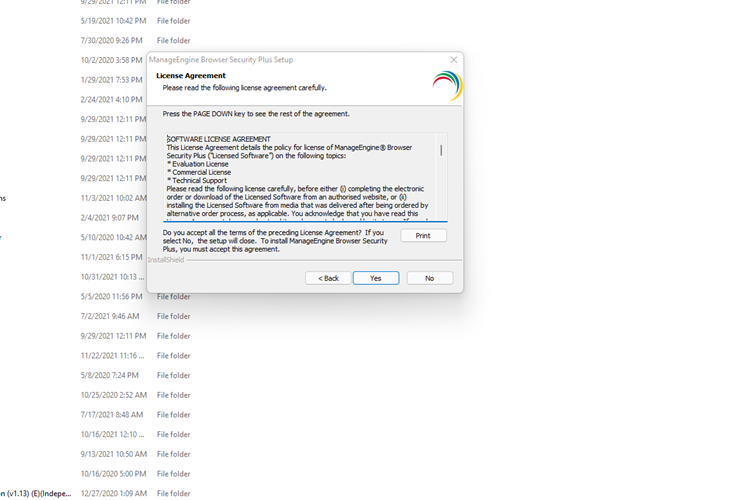 9/29/2021 12:11 PM File folder
5/19/2021 10:42 PM File folder
7/30/2020 9:26 PM File folder
10/2/2020 3:58 PM
1/29/2021 7:53 PM
2/24/2021 4:10 PM
9/29/2021 12:11 PM
9/29/2021 12:11 PM
9/29/2021 12:11 PM
9/29/2021 12:11 PM
ns 11/3/2021 10:02 AM
2/4/2021 9:07 PM
5/10/2020 10:42 AM
11/1/2021 6:15 PM
10/31/2021 10:13 ...
5/5/2020 11:56 PM File folder
7/2/2021 9:46 AM File folder
9/29/2021 12:11 PM File folder
11/22/2021 11:16 ... File folder
5/8/2020 7:24 PM File folder
10/25/2020 2:52 AM File folder
7/17/2021 8:48 AM File folder
10/16/2021 12:10 ... File folder
9/13/2021 10:50 AM File folder
10/16/2020 5:00 PM File folder
n (v1.13) (E)(Indepe... 12/27/2020 1:09 AM File folder
ManageEngine Browser Security Plus Setup
License Agreement
Please read the following license agreement carefully.
Press the PAGE DOWN key to see the rest of the agreement.
SOFTWARE LICENSE AGREEMENT
This License Agreement details the policy for license of ManageEngine® Browser
Security Plus ("Licensed Software") on the following topics:
* Evaluation License
* Commercial License
* Technical Support
Please read the following license carefully, before either (i) completing the electronic
order or download of the Licensed Software from an authorised website, or (ii)
installing the Licensed Software from media that was delivered after being ordered by
alternative order process, as applicable. You acknowledge that you have read this
Do you accept all the terms of the preceding License Agreement? If you
select No, the setup will close. To install ManageEngine Browser Security
Plus, you must accept this agreement.
Print
InstallShield
< Back Yes No